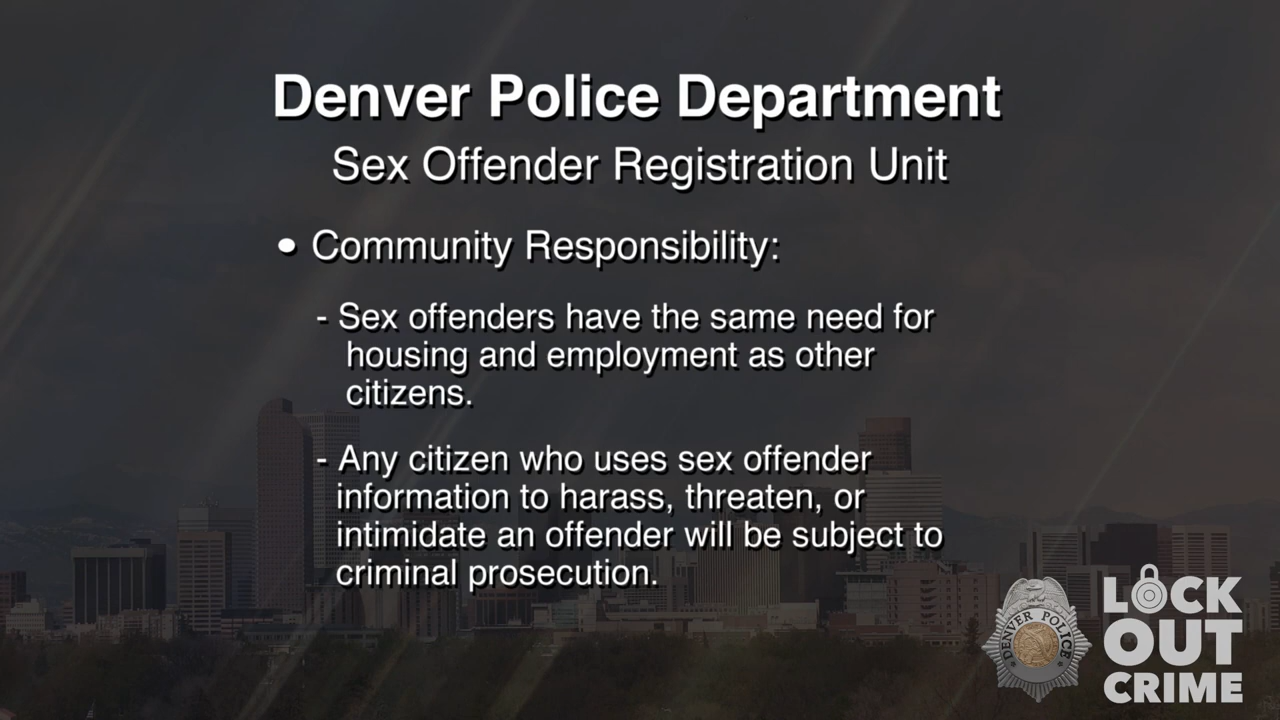 Denver Police Department
Sex Offender Registration Unit
• Community Responsibility:
- Sex offenders have the same need for
housing and employment as other
citizens.
- Any citizen who uses sex offender
information to harass, threaten, or
intimidate an offender will be subject to
criminal prosecution.
DENVER POLICE
LOCK
OUT
CRIME